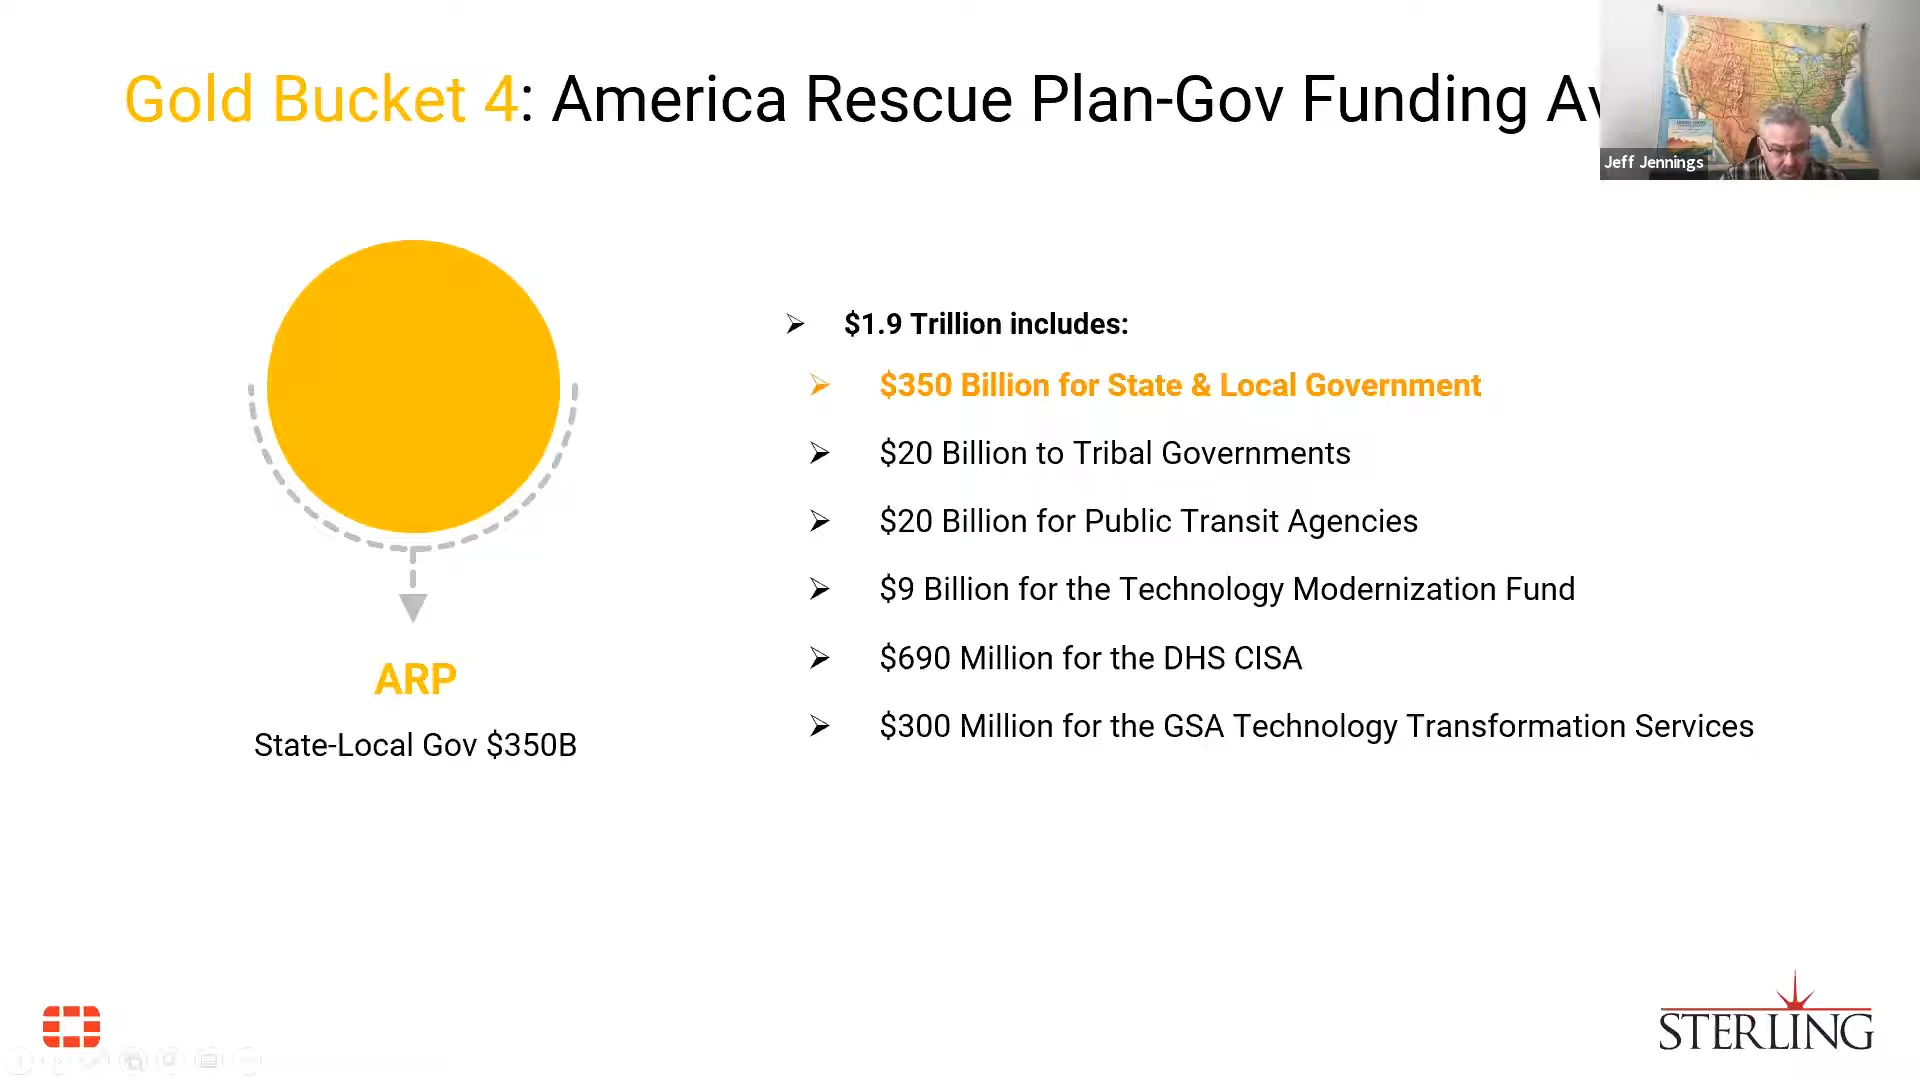 Gold Bucket 4: America Rescue Plan-Gov Funding
Jeff Jennings
$1.9 Trillion includes:
$350 Billion for State & Local Government
$20 Billion to Tribal Governments
$20 Billion for Public Transit Agencies
$9 Billion for the Technology Modernization Fund
$690 Million for the DHS CISA
$300 Million for the GSA Technology Transformation Services
ARP
State-Local Gov $350B
STERLING